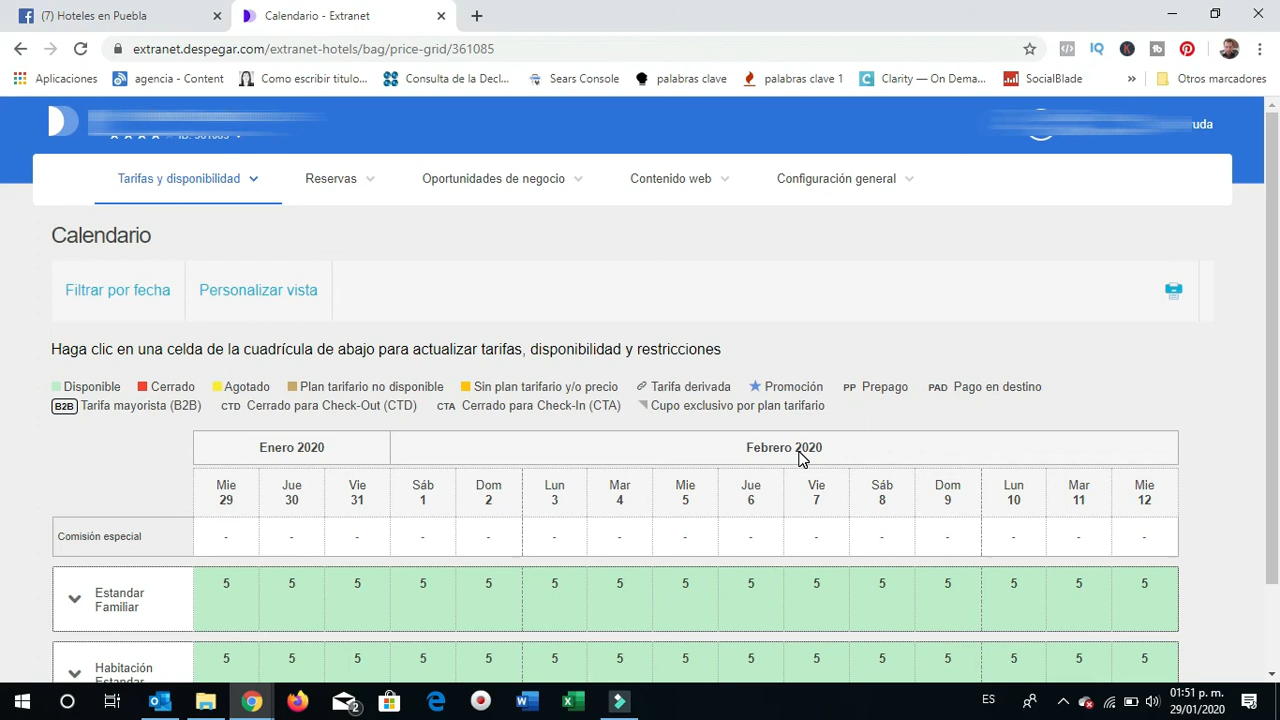 (7) Hoteles en Puebla
Calendario - Extranet
extranet.despegar.com/extranet-hotels/bag/price-grid/361085
Aplicaciones
agencia - Content
Como escribir titulo...
Consulta de la Decl...
Sears Console
palabras clave
palabras clave 1
Clarity — On Dema...
SocialBlade
»
Otros marcadores
uda
Tarifas y disponibilidad
Reservas
Oportunidades de negocio
Contenido web
Configuración general
Calendario
Filtrar por fecha
Personalizar vista
Haga clic en una celda de la cuadrícula de abajo para actualizar tarifas, disponibilidad y restricciones
Disponible Cerrado Agotado Plan tarifario no disponible Sin plan tarifario y/o precio Tarifa derivada Promoción PP Prepago PAD Pago en destino
B2B Tarifa mayorista (B2B) CTD Cerrado para Check-Out (CTD) CTA Cerrado para Check-In (CTA) Cupo exclusivo por plan tarifario
Enero 2020 Febrero 2020
Mie Jue Vie Sáb Dom Lun Mar Mie Jue Vie Sáb Dom Lun Mar Mie
29 30 31 1 2 3 4 5 6 7 8 9 10 11 12
Comisión especial - - - - - - - - - - - - - - -
5 5 5 5 5 5 5 5 5 5 5 5 5 5 5
Estandar
Familiar
5 5 5 5 5 5 5 5 5 5 5 5 5 5 5
Habitación
Estandar
ES
01:51 p. m.
29/01/2020